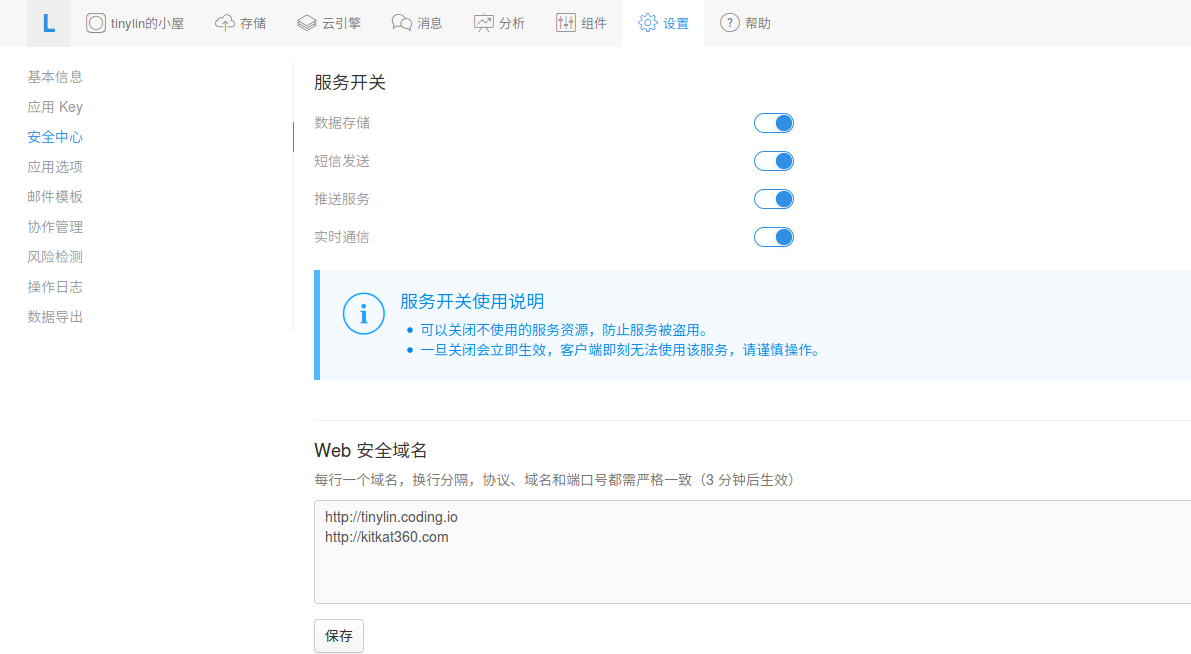 L tinylin的小屋 存储 云引擎 消息 分析 组件 设置 ? 帮助
基本信息
应用 Key
安全中心
应用选项
邮件模板
协作管理
风险检测
操作日志
数据导出
服务开关
数据存储
短信发送
推送服务
实时通信
i 服务开关使用说明
可以关闭不使用的服务资源，防止服务被盗用。
一旦关闭会立即生效，客户端即刻无法使用该服务，请谨慎操作。
Web 安全域名
每行一个域名，换行分隔，协议、域名和端口号都需严格一致（3 分钟后生效）
http://tinylin.coding.io
http://kitkat360.com
保存